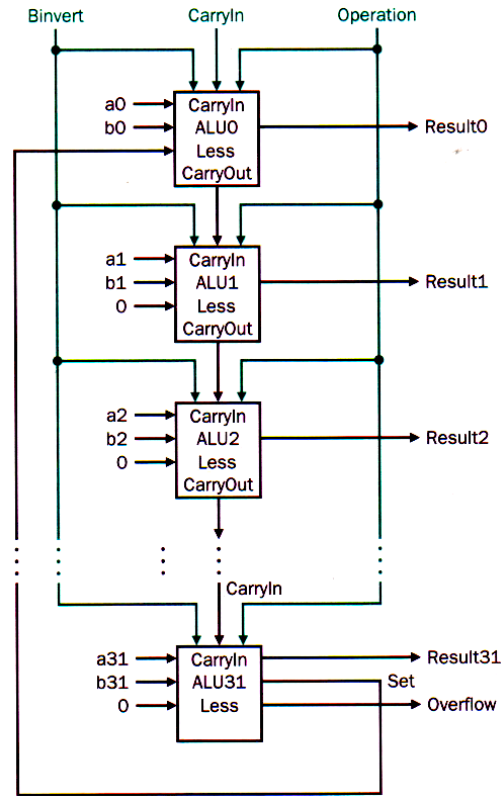 Binvert CarryIn Operation
a0 CarryIn
b0 ALU0 Result0
Less
CarryOut
a1 CarryIn
b1 ALU1 Result1
0 Less
CarryOut
a2 CarryIn
b2 ALU2 Result2
0 Less
CarryOut
CarryIn
a31 CarryIn Result31
b31 ALU31 Set
0 Less Overflow